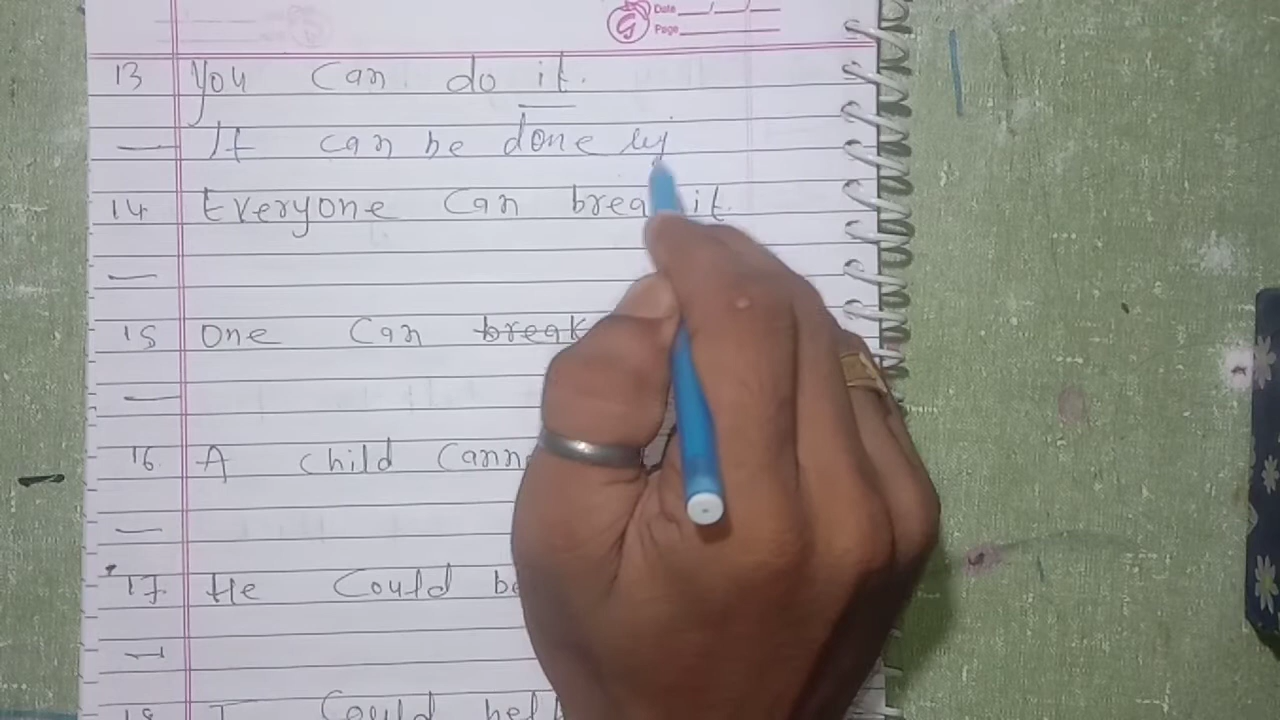 Date
Page
13 You can do it.
It can be done by
14 Everyone can brea it.
15 one can break
16. A child Cann
17. He Could be
18 I Could hel